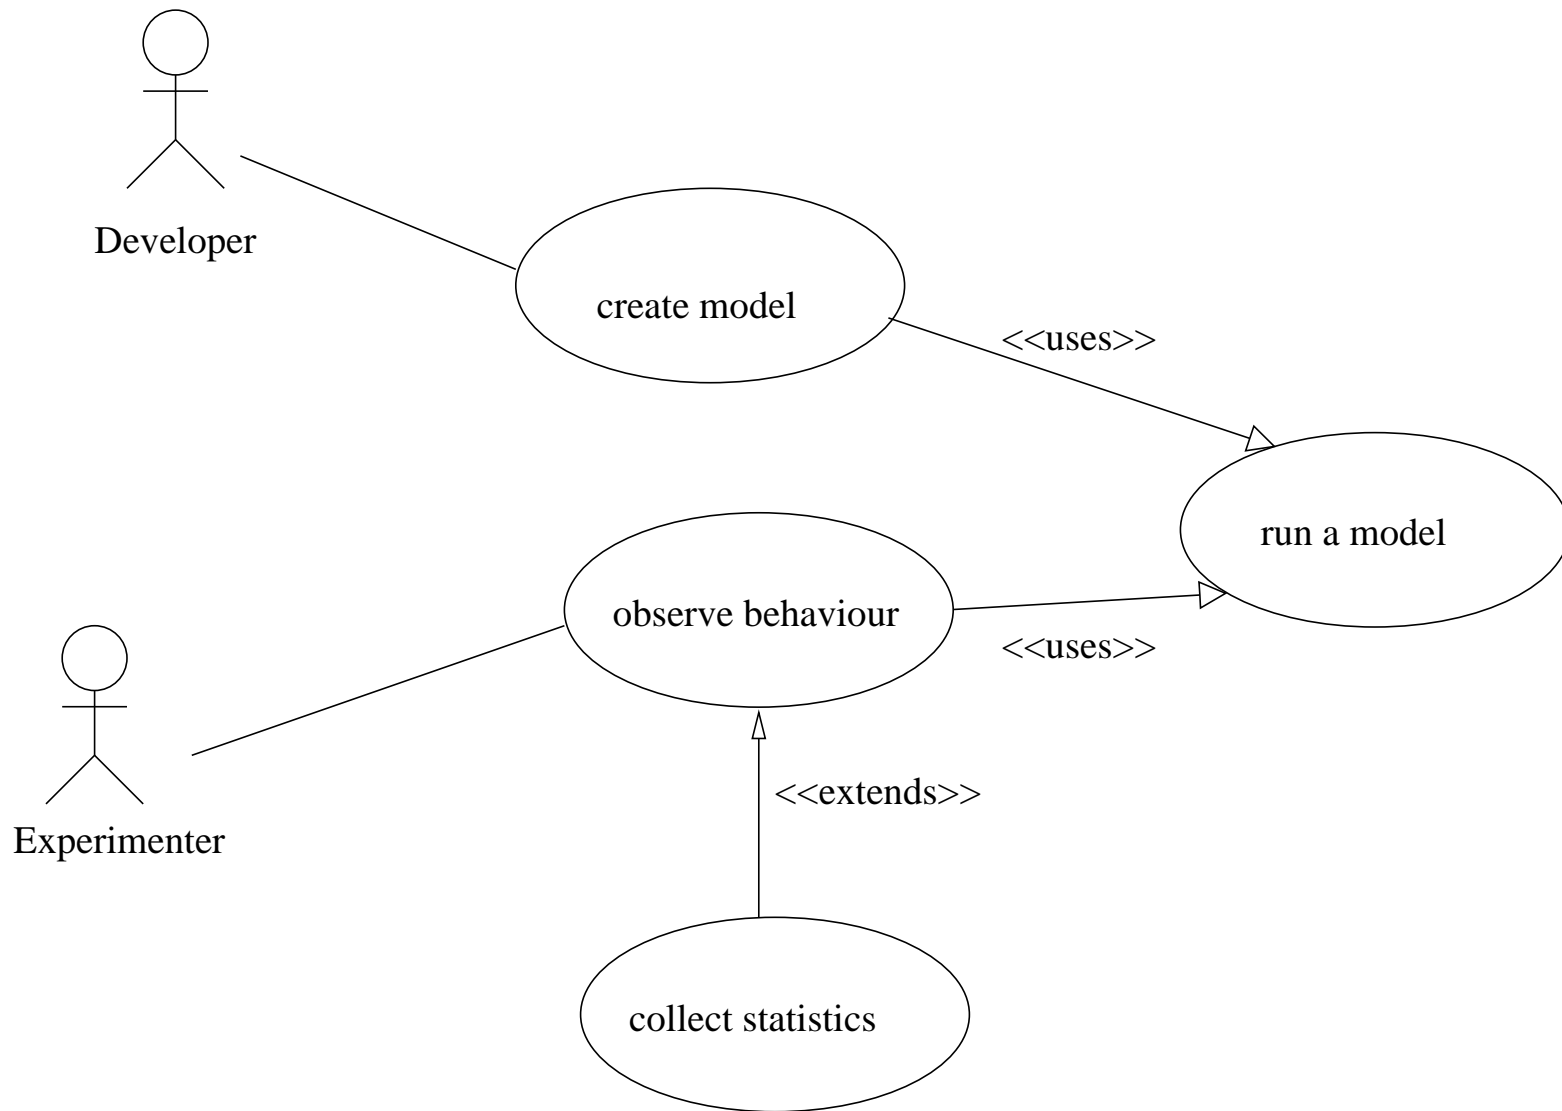 Developer
create model
<<uses>>
run a model
observe behaviour
<<uses>>
<<extends>>
Experimenter
collect statistics